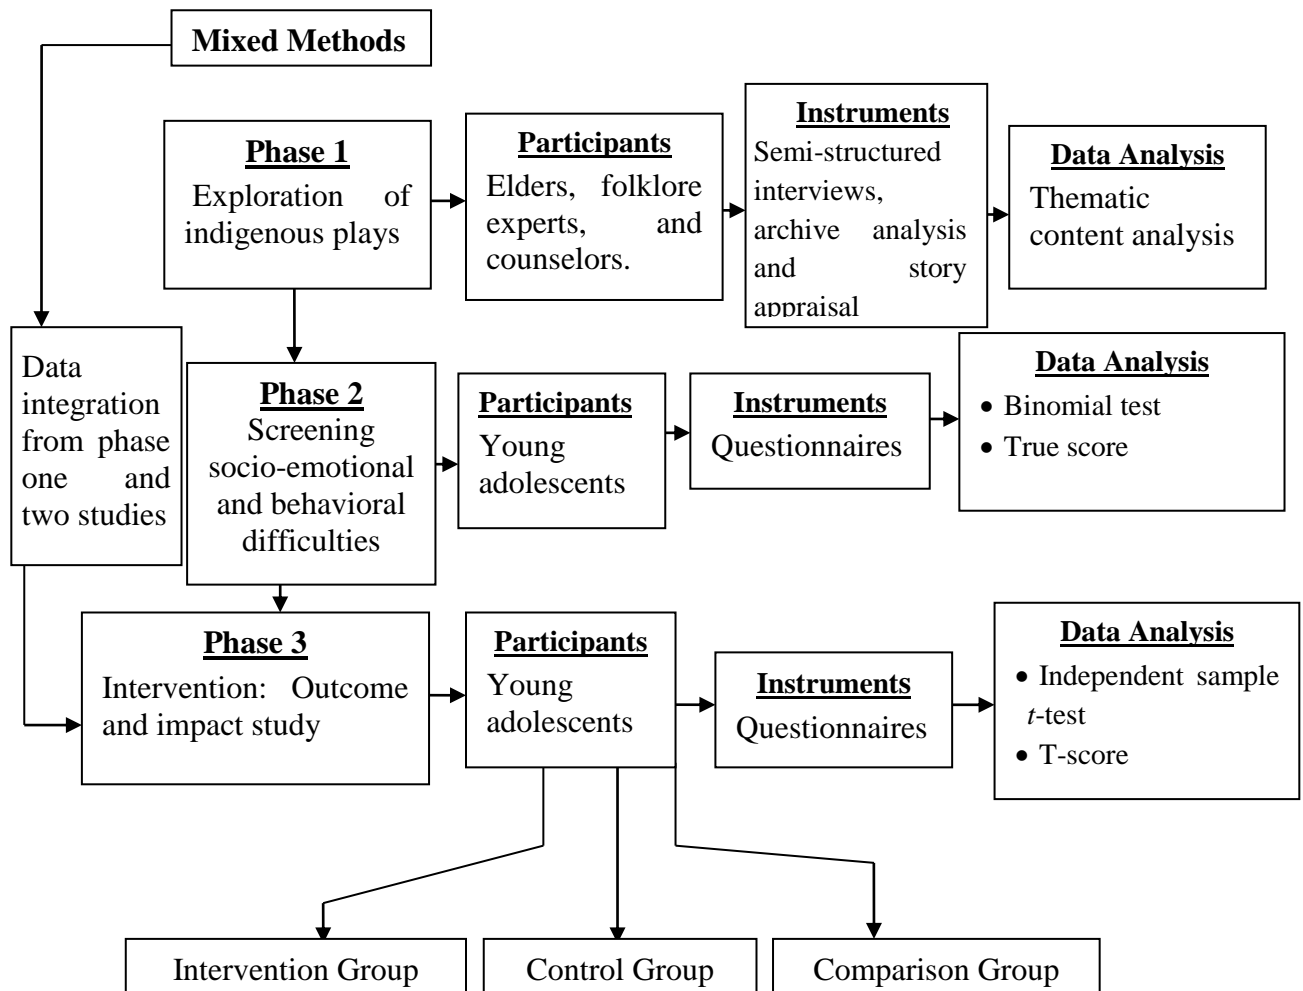 Mixed Methods
Phase 1
Exploration of
indigenous plays
Participants
Elders, folklore
experts, and
counselors.
Instruments
Semi-structured
interviews,
archive analysis
and story
appraisal
Data Analysis
Thematic
content analysis
Data
integration
from phase
one and
two studies
Phase 2
Screening
socio-emotional
and behavioral
difficulties
Participants
Young
adolescents
Instruments
Questionnaires
Data Analysis
• Binomial test
• True score
Phase 3
Intervention: Outcome
and impact study
Participants
Young
adolescents
Instruments
Questionnaires
Data Analysis
• Independent sample
t-test
• T-score
Intervention Group
Control Group
Comparison Group